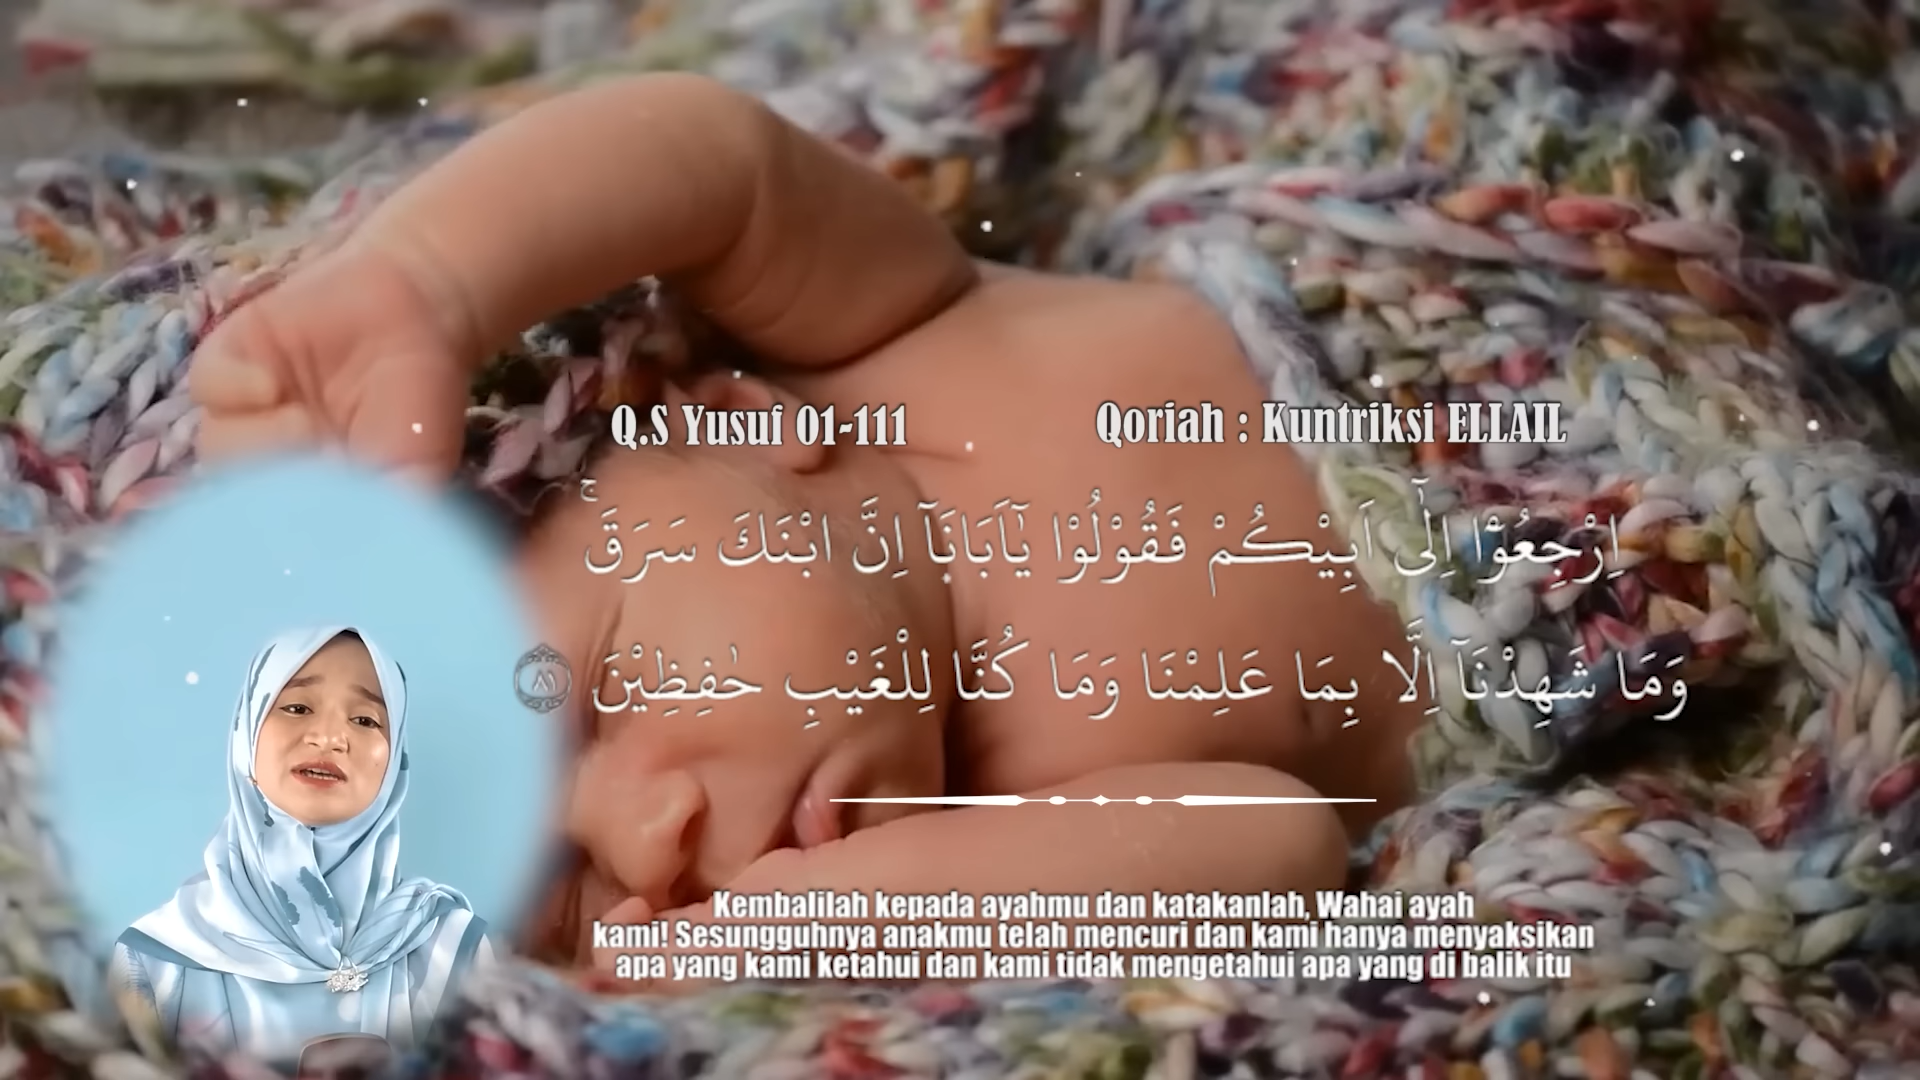 Q.S Yusuf 01-111
Qoriah : Kuntriksi ELLAIL
اِرْجِعُوْٓا اِلٰٓى اَبِيْكُمْ فَقُوْلُوْا يٰٓاَبَانَآ اِنَّ ابْنَكَ سَرَقَۚ
وَمَا شَهِدْنَآ اِلَّا بِمَا عَلِمْنَا وَمَا كُنَّا لِلْغَيْبِ حٰفِظِيْنَ ٨١
Kembalilah kepada ayahmu dan katakanlah, Wahai ayah
kami! Sesungguhnya anakmu telah mencuri dan kami hanya menyaksikan
apa yang kami ketahui dan kami tidak mengetahui apa yang di balik itu